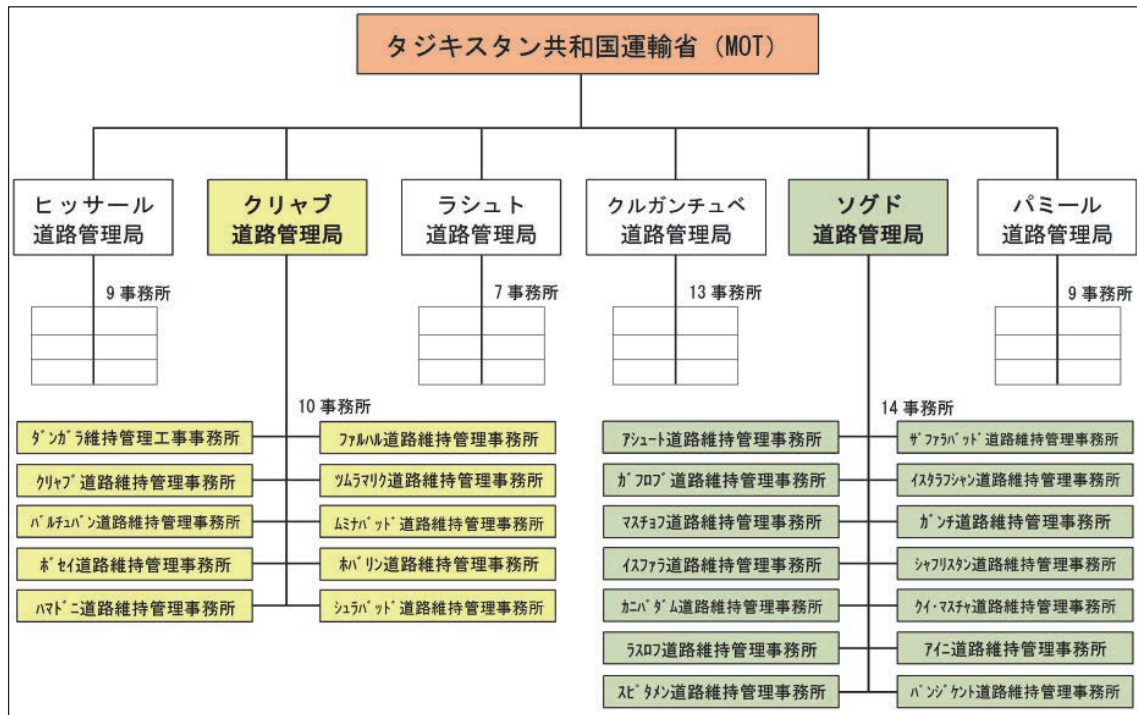 タジキスタン共和国運輸省（MOT）
ヒッサール
道路管理局
クリャブ
道路管理局
ラシュト
道路管理局
クルガンチュベ
道路管理局
ソグド
道路管理局
パミール
道路管理局
9 事務所
7 事務所
13 事務所
9 事務所
10 事務所
14 事務所
ﾀﾞﾝｶﾞﾗ維持管理工事事務所
ﾌｧﾙﾊﾙ道路維持管理事務所
ｸﾘｬﾌﾞ道路維持管理事務所
ﾂﾑﾗﾏﾘｸ道路維持管理事務所
ﾊﾞﾙﾁｭﾊﾞﾝ道路維持管理事務所
ﾑﾐﾅﾊﾞｯﾄﾞ道路維持管理事務所
ﾎﾞｾｲ道路維持管理事務所
ﾎﾊﾞﾘﾝ道路維持管理事務所
ﾊﾏﾄﾞﾆ道路維持管理事務所
ｼｭﾗﾊﾞｯﾄﾞ道路維持管理事務所
ｱｼｭｰﾄ道路維持管理事務所
ｻﾞﾌｧﾗﾊﾞｯﾄﾞ道路維持管理事務所
ｶﾞﾌﾛﾌﾞ道路維持管理事務所
ｲｽﾀﾗﾌｼｬﾝ道路維持管理事務所
ﾏｽﾁｮﾌ道路維持管理事務所
ｶﾞﾝﾁ道路維持管理事務所
ｲｽﾌｧﾗ道路維持管理事務所
ｼｬﾌﾘｽﾀﾝ道路維持管理事務所
ｶﾆﾊﾞﾀﾞﾑ道路維持管理事務所
ｸｲ･ﾏｽﾁｬ道路維持管理事務所
ﾗｽﾛﾌ道路維持管理事務所
ｱｲﾆ道路維持管理事務所
ｽﾋﾟﾀﾒﾝ道路維持管理事務所
ﾊﾟﾝｼﾞｹﾝﾄ道路維持管理事務所